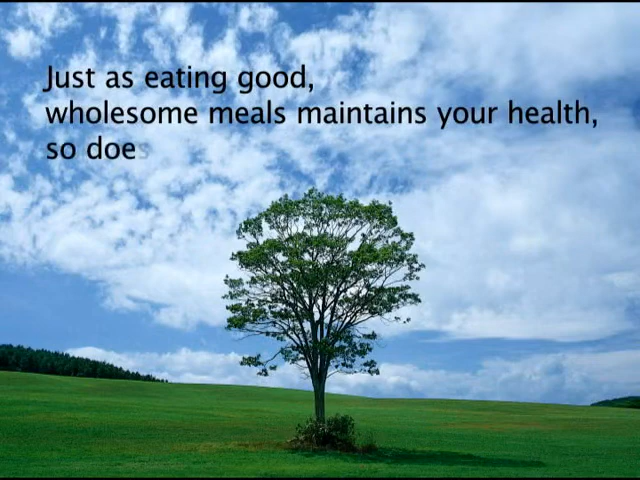 Just as eating good,
wholesome meals maintains your health,
so does